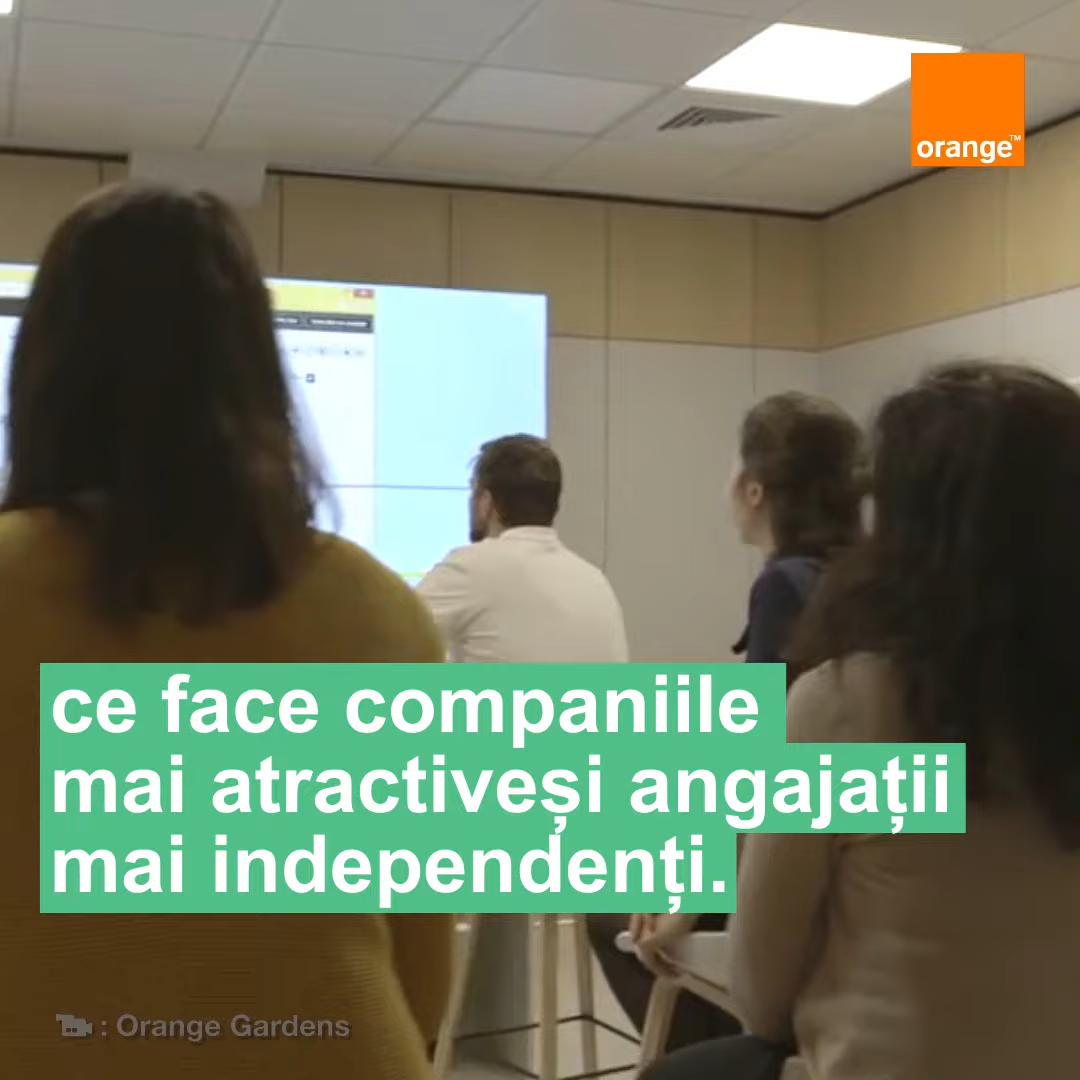 orange™
ce face companiile
mai atractiveși angajații
mai independenți.
: Orange Gardens